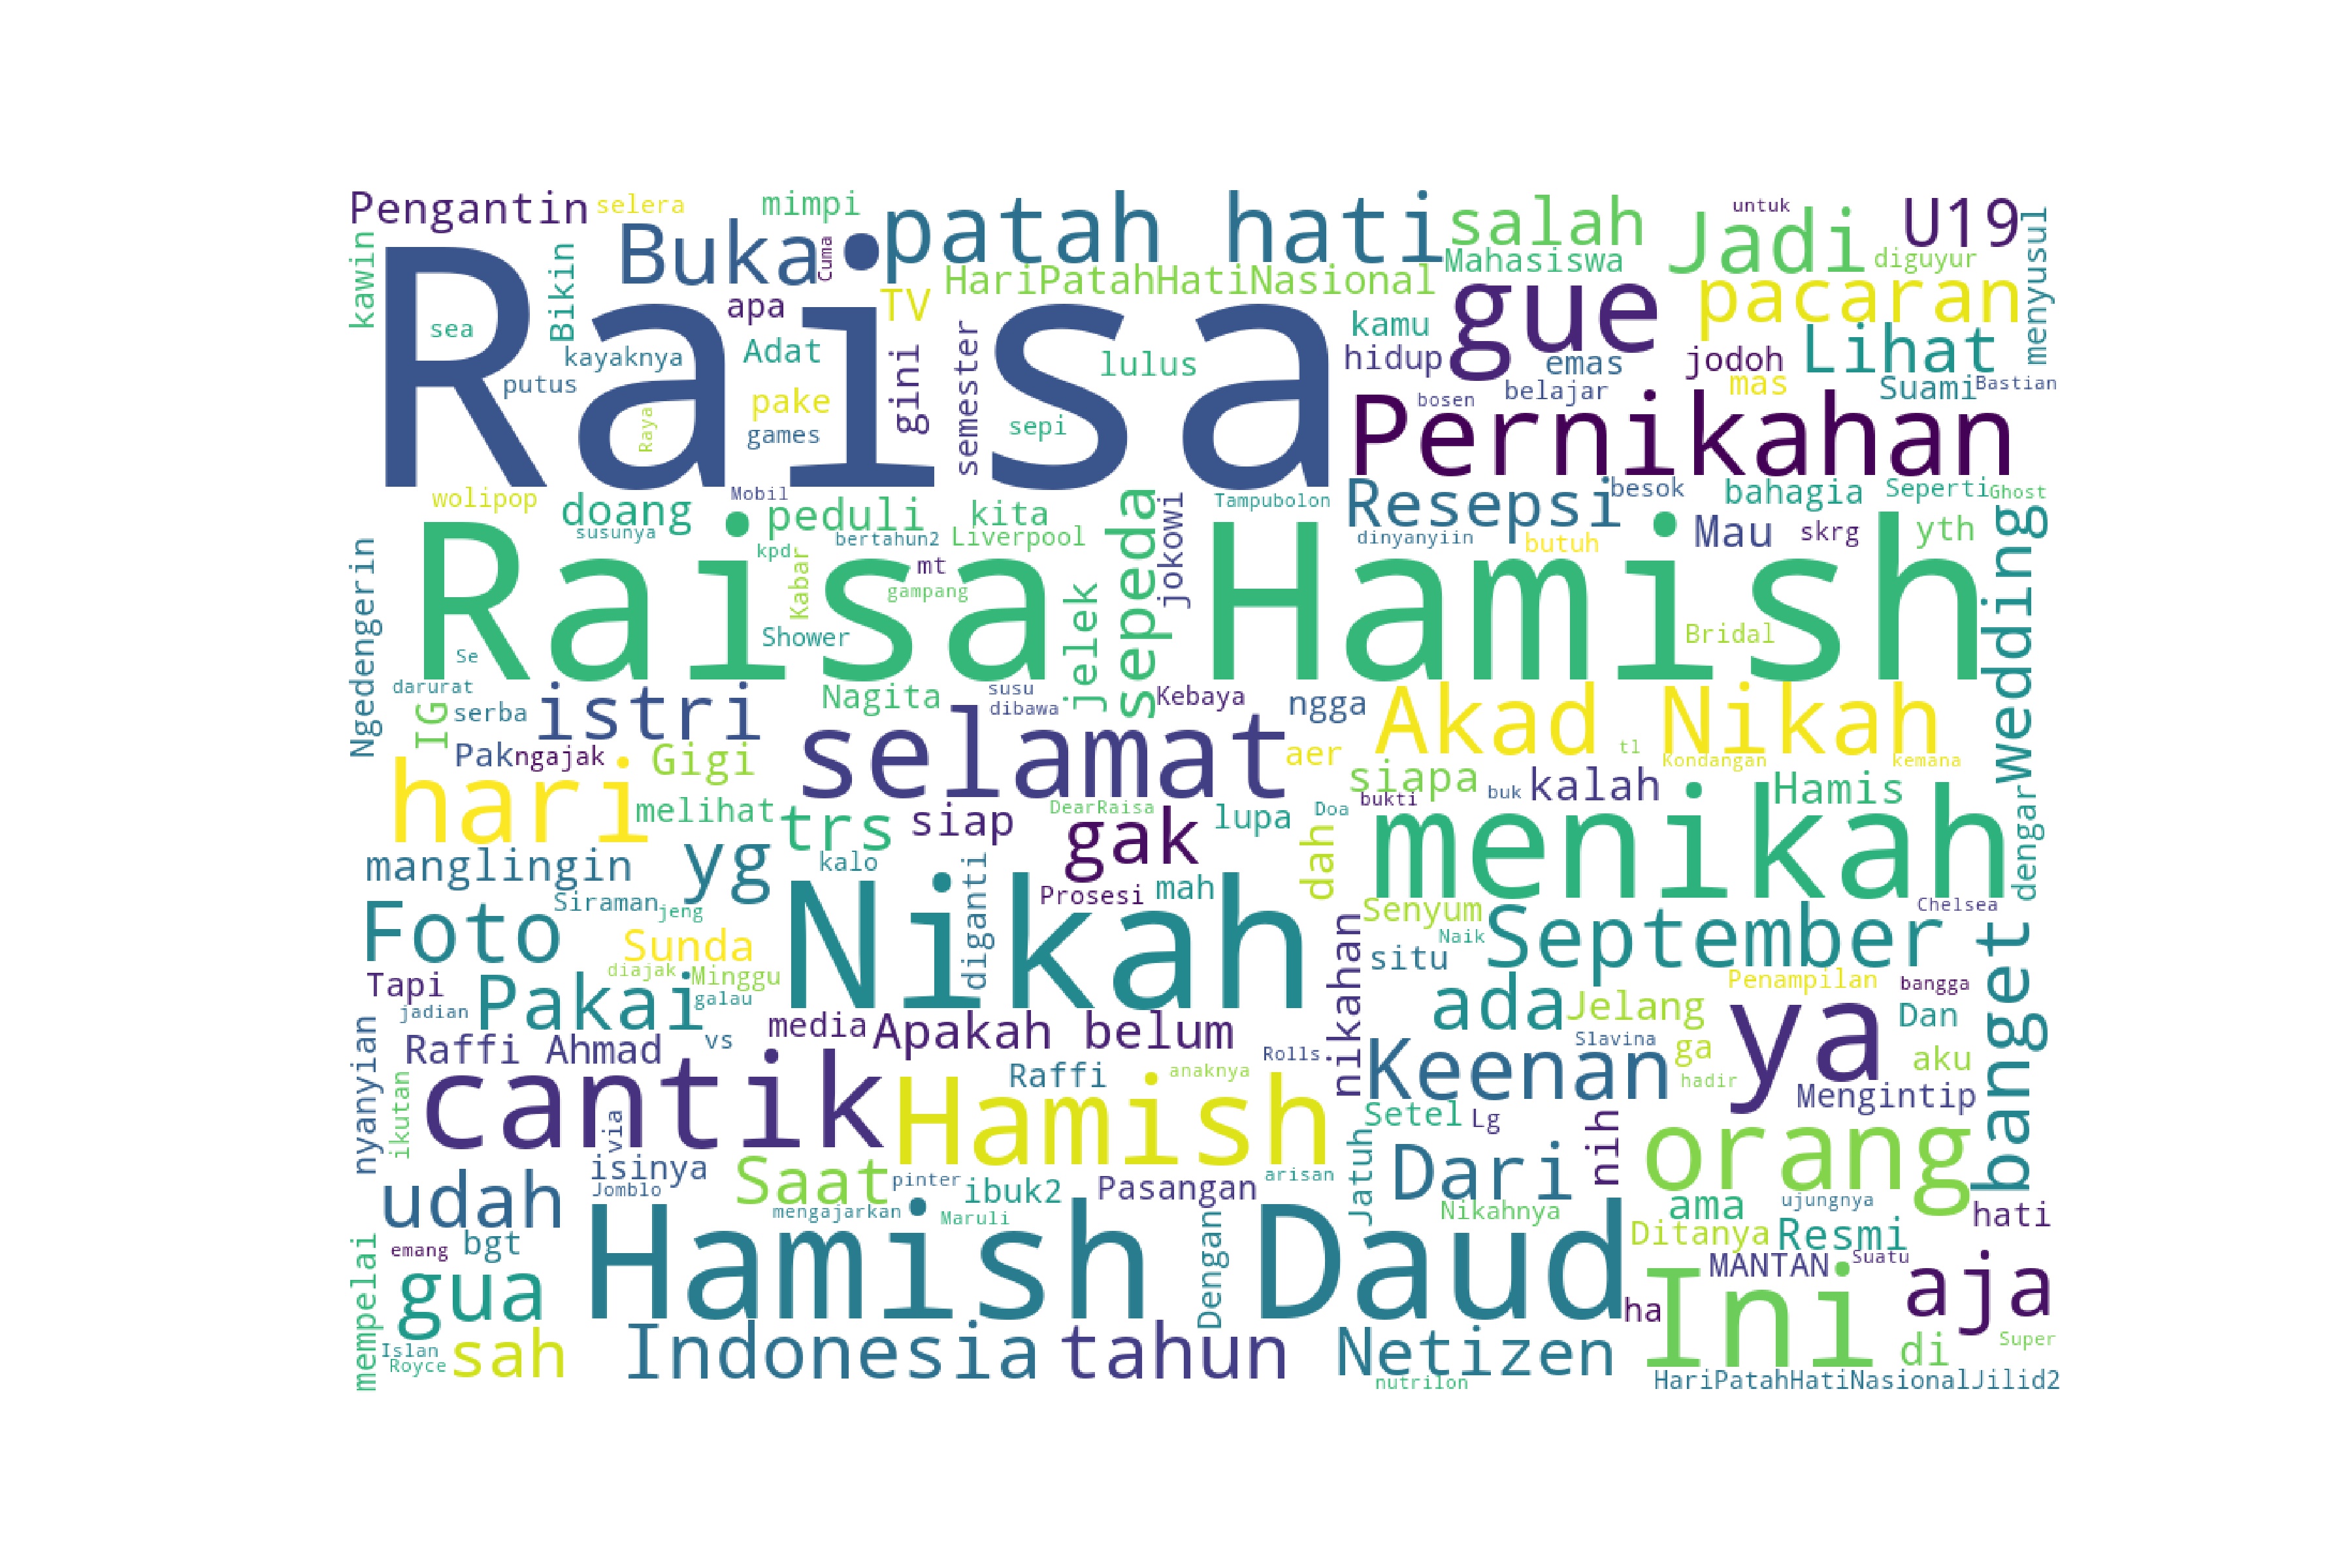 Pengantin
selera
mimpi
Buka
patah hati
salah
Jadi
untuk
U19
menyusul
kawin
Raisa
Bikin
Cuma
HariPatahHatiNasional
Mahasiswa
diguyur
gue
pacaran
sea
apa
TV
kamu
kayaknya
Adat
gini
semester
lulus
hidup
emas
jodoh
Lihat
putus
pake
belajar
mas
Suami
Bastian
Raya
games
sepi
bosen
Pernikahan
wolipop
doang
Mobil
peduli
kita
sepeda
jokowi
Tampubolon
Resepsi
besok
bahagia
Seperti
Ghost
susunya
bertahun2
Liverpool
dinyanyiin
butuh
Mau
skrg
yth
wedding
Ngedengerin
Raisa Hamish
kpd
Kabar
mt
gampang
jelek
Shower
Bridal
Se
darurat
IG
serba
istri
Nagita
susu
dibawa
Kebaya
ngga
Akad Nikah
selamat
Pak
ngajak
Gigi
aer
tl
Kondangan
kemana
hari
siapa
bukti
buk
kalah
Hamis
melihat
trs
siap
DearRaisa
gak
lupa
Doa
dah
menikah
dengar
manglingin
yg
kalo
diganti
Prosesi
mah
Nikah
Siraman
jeng
Foto
Sunda
nikahan
Senyum
September
Chelsea
banget
Naik
situ
Tapi
diajak
Minggu
Pakai
galau
jadian
ada
Jelang
Penampilan
bangga
ya
Dan
nyanyian
media
Apakah belum
vs
Raffi Ahmad
Rolls
Keenan
Slavina
ga
aku
cantik
Raffi
anaknya
hadir
Mengintip
ikutan
via
Hamish
Setel
Lg
nih
orang
isinya
Jomblo
Saat
pinter
ibuk2
Pasangan
arisan
Jatuh
Dari
udah
mengajarkan
Maruli
Nikahnya
ama
ujungnya
hati
mempelai
emang
bgt
Hamish Daud
Dengan
Ditanya
Resmi
MANTAN
Suatu
gua
ha
Ini
aja
Islan
Royce
sah
Indonesia
tahun
Netizen
di
Super
nutrilon
HariPatahHatiNasionalJilid2